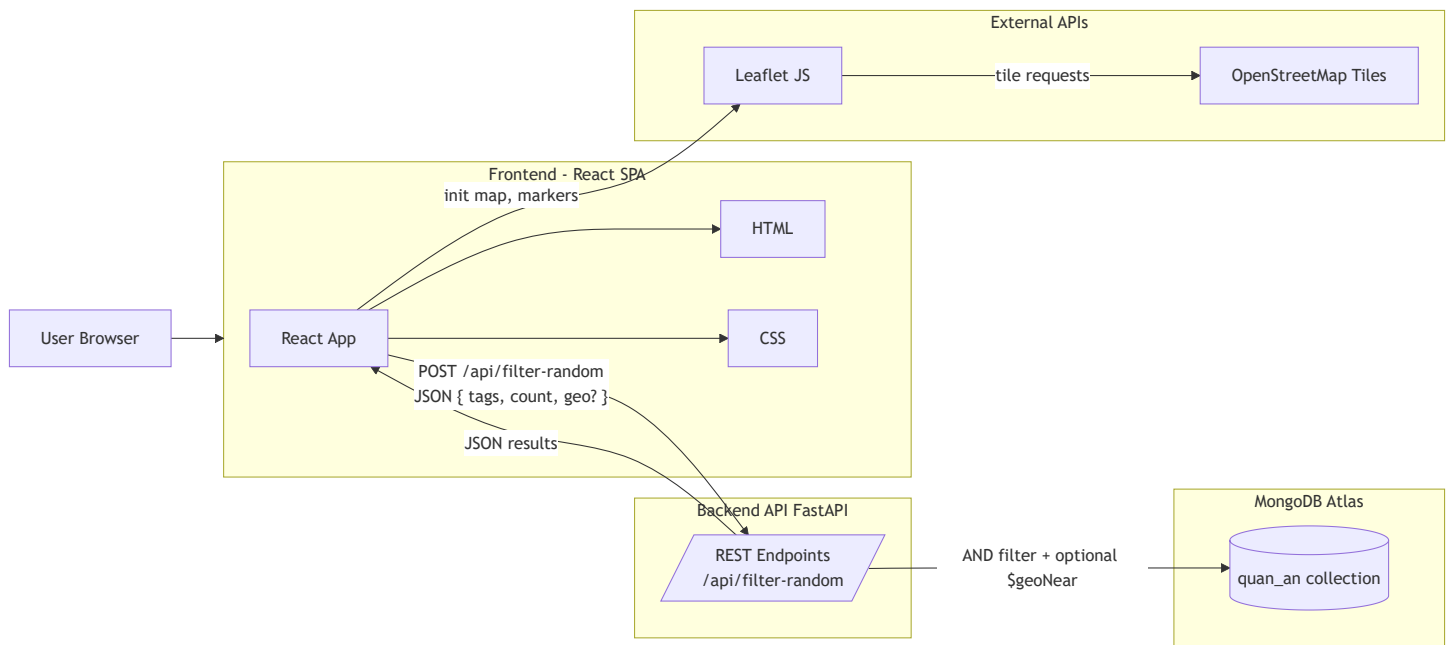 External APIs
Leaflet JS
tile requests
OpenStreetMap Tiles
Frontend - React SPA
init map, markers
HTML
User Browser
React App
CSS
POST /api/filter-random
JSON { tags, count, geo? }
JSON results
Backend API FastAPI
REST Endpoints
/api/filter-random
AND filter + optional
$geoNear
MongoDB Atlas
quan_an collection